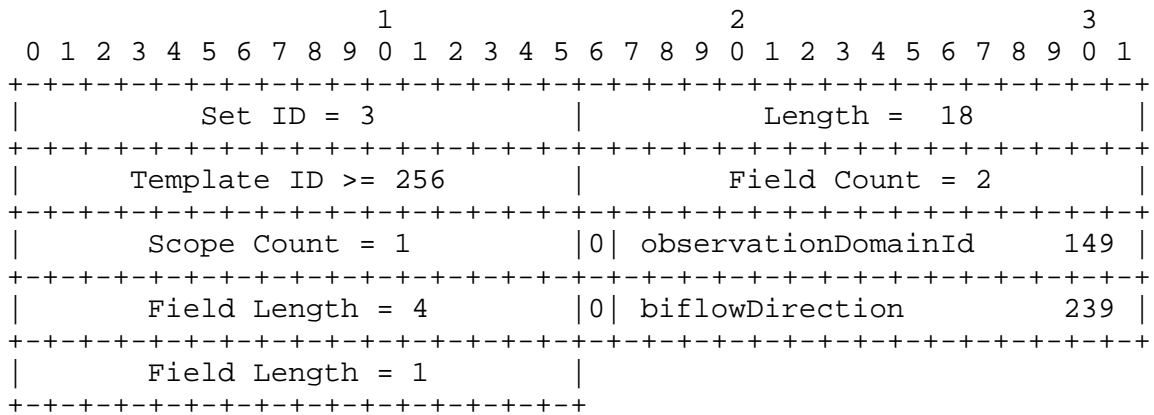 1                   2                   3
 0 1 2 3 4 5 6 7 8 9 0 1 2 3 4 5 6 7 8 9 0 1 2 3 4 5 6 7 8 9 0 1
+-+-+-+-+-+-+-+-+-+-+-+-+-+-+-+-+-+-+-+-+-+-+-+-+-+-+-+-+-+-+-+-+
|          Set ID = 3           |          Length =  18         |
+-+-+-+-+-+-+-+-+-+-+-+-+-+-+-+-+-+-+-+-+-+-+-+-+-+-+-+-+-+-+-+-+
|      Template ID >= 256       |        Field Count = 2        |
+-+-+-+-+-+-+-+-+-+-+-+-+-+-+-+-+-+-+-+-+-+-+-+-+-+-+-+-+-+-+-+-+
|       Scope Count = 1         |0| observationDomainId     149 |
+-+-+-+-+-+-+-+-+-+-+-+-+-+-+-+-+-+-+-+-+-+-+-+-+-+-+-+-+-+-+-+-+
|       Field Length = 4        |0| biflowDirection         239 |
+-+-+-+-+-+-+-+-+-+-+-+-+-+-+-+-+-+-+-+-+-+-+-+-+-+-+-+-+-+-+-+-+
|       Field Length = 1        |
+-+-+-+-+-+-+-+-+-+-+-+-+-+-+-+-+